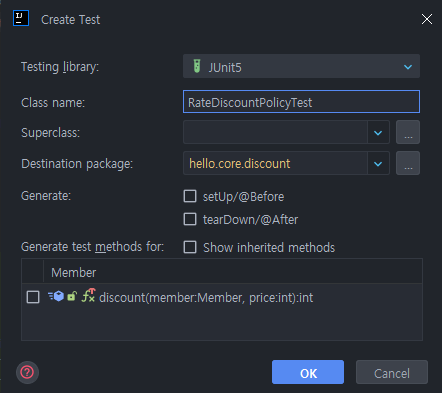 Create Test
Testing library: JUnit5
Class name: RateDiscountPolicyTest
Superclass: ...
Destination package: hello.core.discount ...
Generate: setUp/@Before
tearDown/@After
Generate test methods for: Show inherited methods
Member
discount(member:Member, price:int):int
? OK Cancel